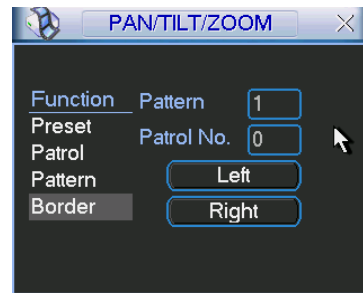 PAN/TILT/ZOOM
Function
Preset
Patrol
Pattern
Border
Pattern 1
Patrol No. 0
Left
Right